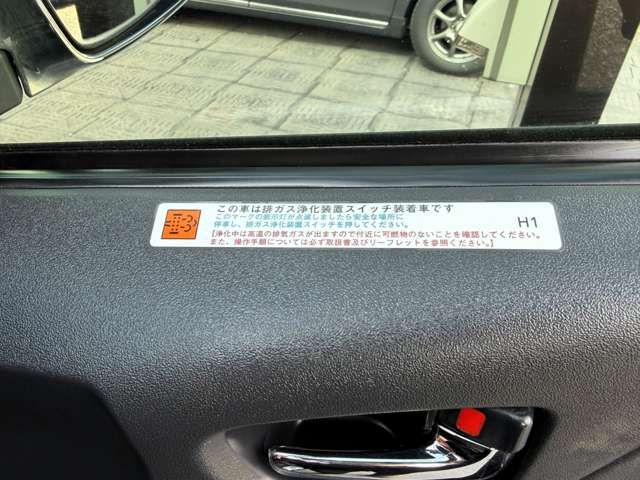 この車は排ガス浄化装置スイッチ装着車です
このマークの表示灯が点滅しましたら安全な場所に
停車し、排ガス浄化装置スイッチを押してください。
【浄化中は高温の排気ガスが出ますので付近に可燃物のないことを確認してください。
また、操作手順については必ず取扱書及びリーフレットを参照ください。】
H1